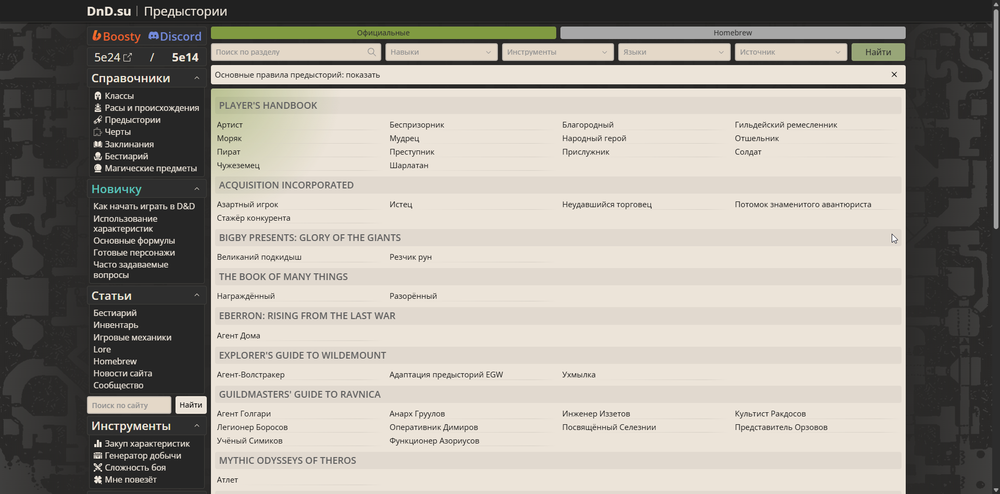 DnD.su | Предыстории
Boosty Discord
5e24 / 5e14
Справочники
Классы
Расы и происхождения
Предыстории
Черты
Заклинания
Бестиарий
Магические предметы
Новичку
Как начать играть в D&D
Использование
характеристик
Основные формулы
Готовые персонажи
Часто задаваемые
вопросы
Статьи
Бестиарий
Инвентарь
Игровые механики
Lore
Homebrew
Новости сайта
Сообщество
Поиск по сайту Найти
Инструменты
Закуп характеристик
Генератор добычи
Сложность боя
Мне повезёт
Официальные Homebrew
Поиск по разделу Навыки Инструменты Языки Источник Найти
Основные правила предысторий: показать
PLAYER'S HANDBOOK
Артист Беспризорник Благородный Гильдейский ремесленник
Моряк Мудрец Народный герой Отшельник
Пират Преступник Прислужник Солдат
Чужеземец Шарлатан
ACQUISITION INCORPORATED
Азартный игрок Истец Неудавшийся торговец Потомок знаменитого авантюриста
Стажёр конкурента
BIGBY PRESENTS: GLORY OF THE GIANTS
Великаний подкидыш Резчик рун
THE BOOK OF MANY THINGS
Награждённый Разорённый
EBERRON: RISING FROM THE LAST WAR
Агент Дома
EXPLORER'S GUIDE TO WILDEMOUNT
Агент-Волстракер Адаптация предысторий EGW Ухмылка
GUILDMASTERS' GUIDE TO RAVNICA
Агент Голгари Анарх Груулов Инженер Иззетов Культист Ракдосов
Легионер Боросов Оперативник Димиров Посвящённый Селезнии Представитель Орзовов
Учёный Симиков Функционер Азориусов
MYTHIC ODYSSEYS OF THEROS
Атлет